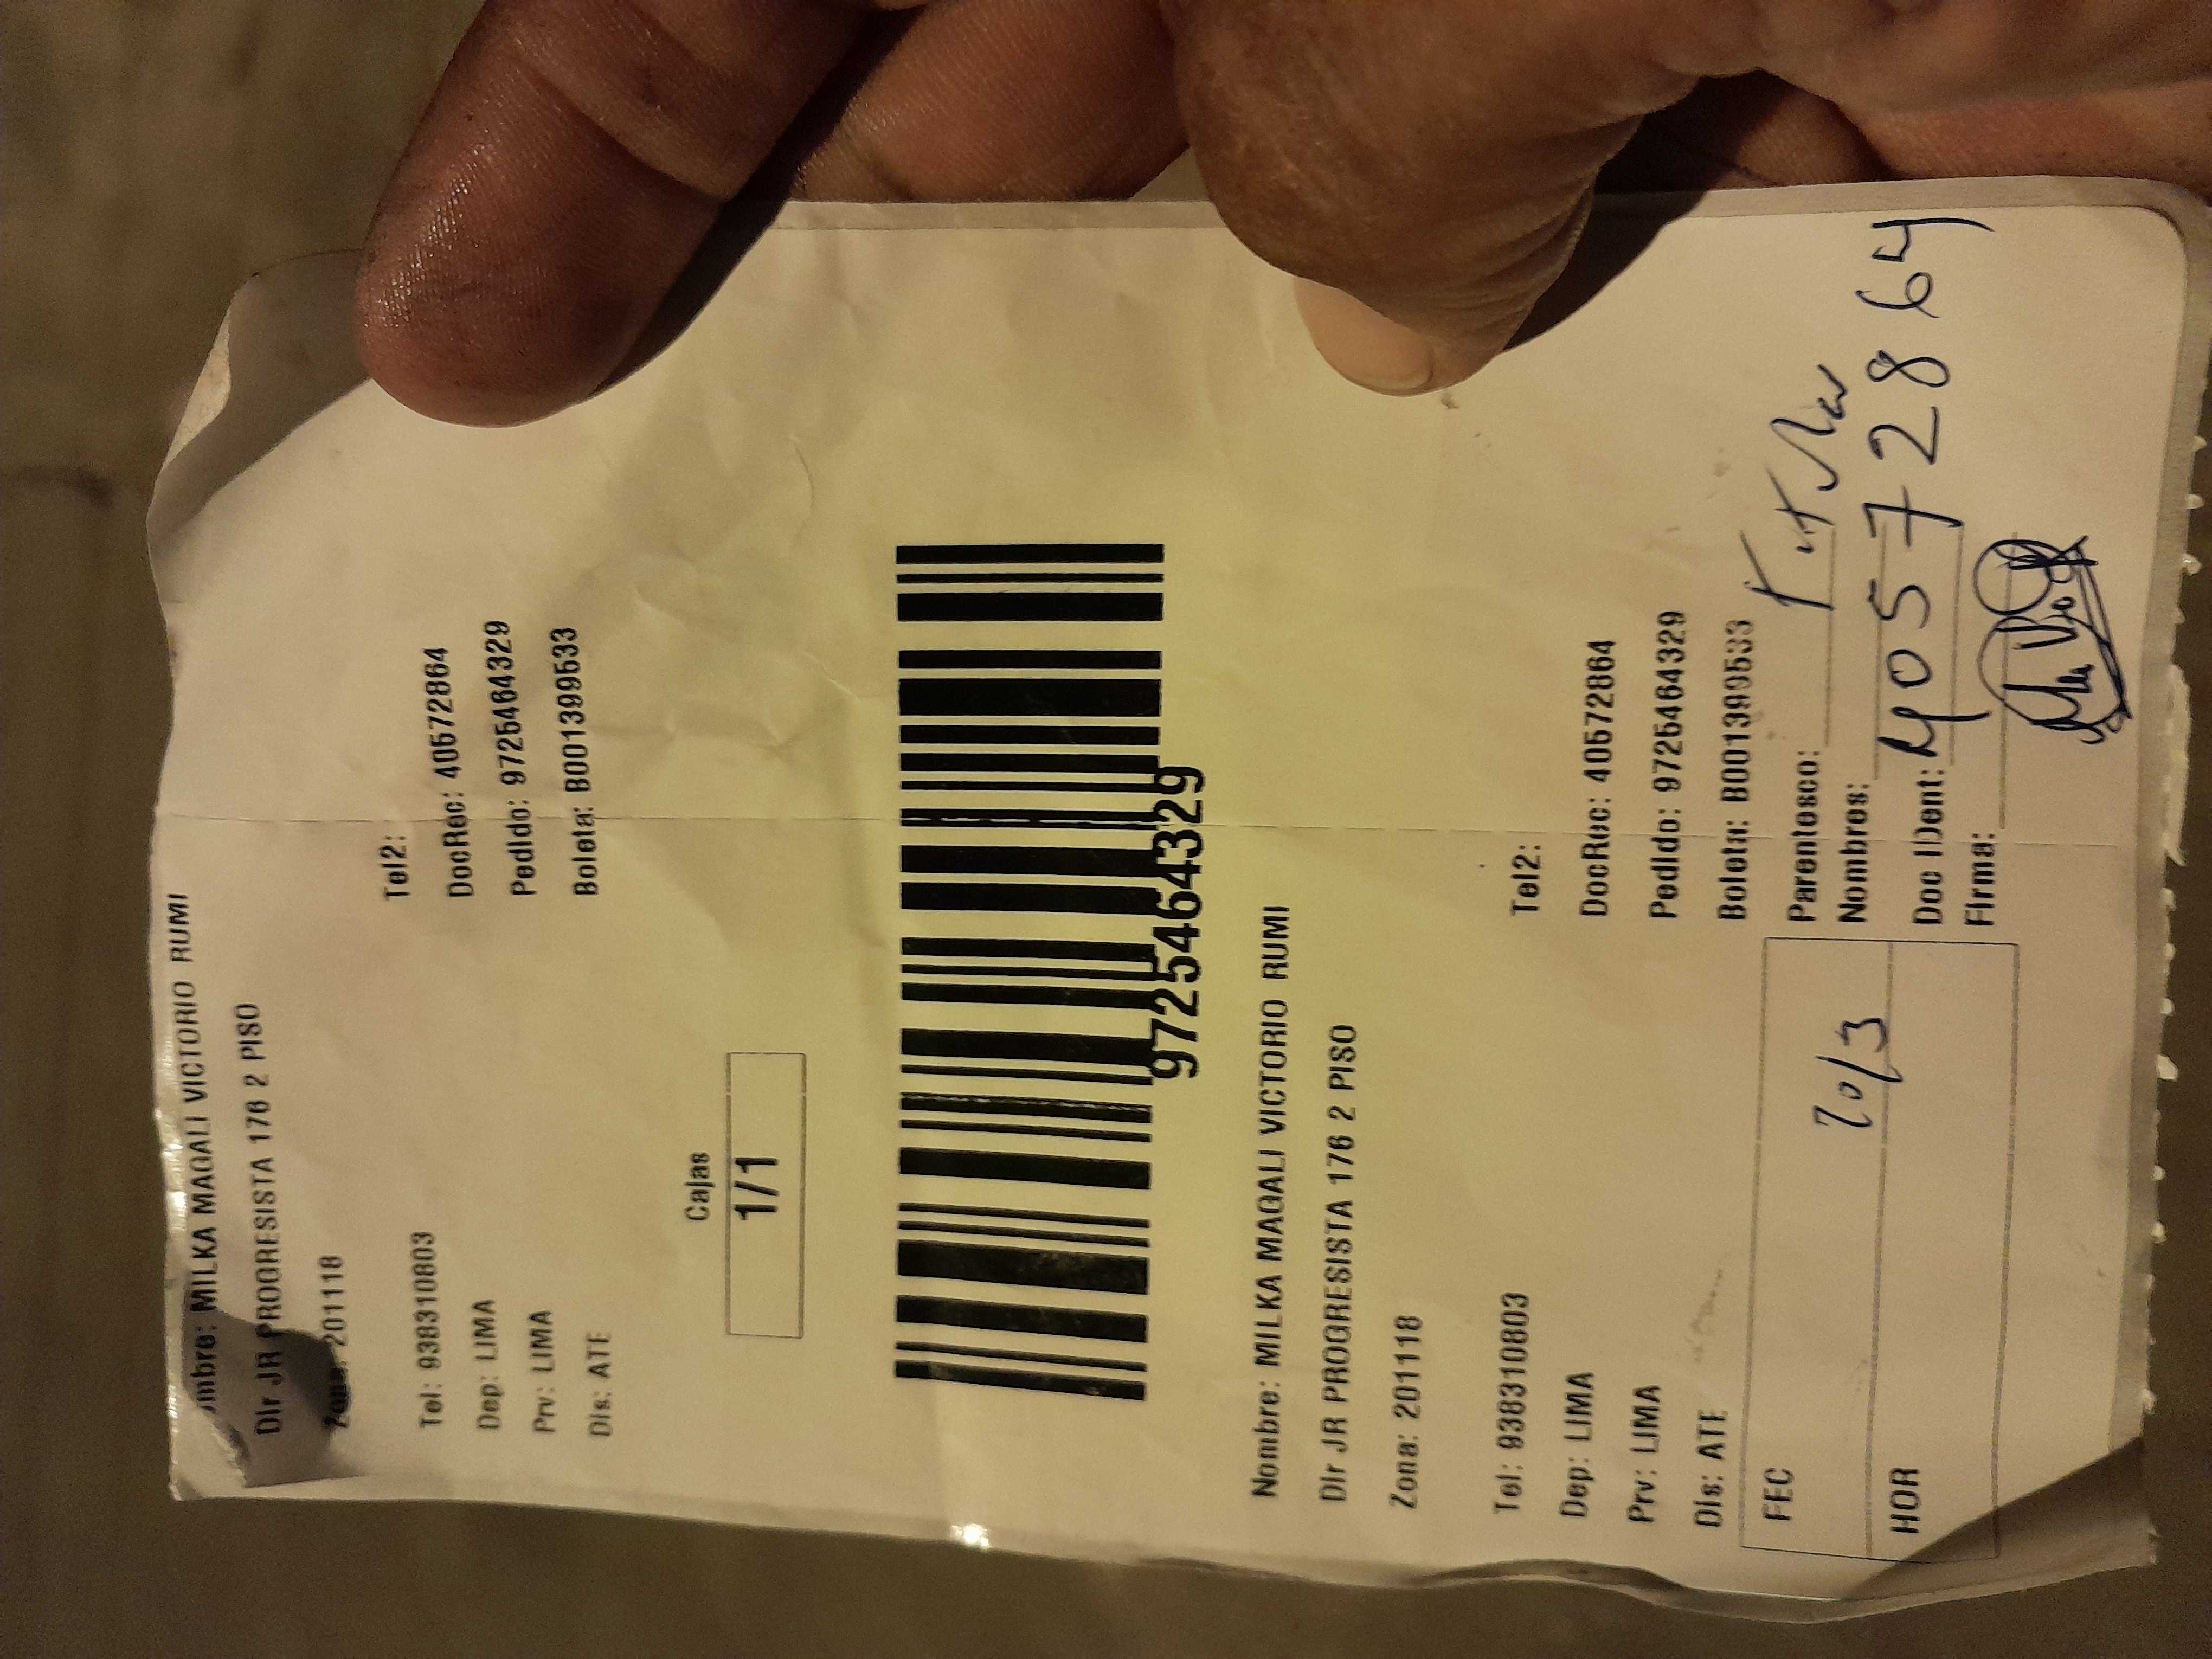 mbre: MILKA MAGALI VICTORIO RUMI
Dir JR PROGRESISTA 176 2 PISO
Zona: 201118
Tel: 938310803
Tel2:
Dep: LIMA
DocRec: 40572864
Prv: LIMA
Pedido: 9725464329
Dis: ATE
Boleta: B001399533
Cajas
1/1
9725464329
Nombre: MILKA MAGALI VICTORIO RUMI
Dir JR PROGRESISTA 176 2 PISO
Zona: 201118
Tel: 938310803
Tel2:
Dep: LIMA
DocRec: 40572864
Prv: LIMA
Pedido: 9725464329
Dis: ATE
Boleta: B001399533
FEC 20/3
HOR
Parentesco:
Nombres:
Doc IDent: 40572864
Firma: